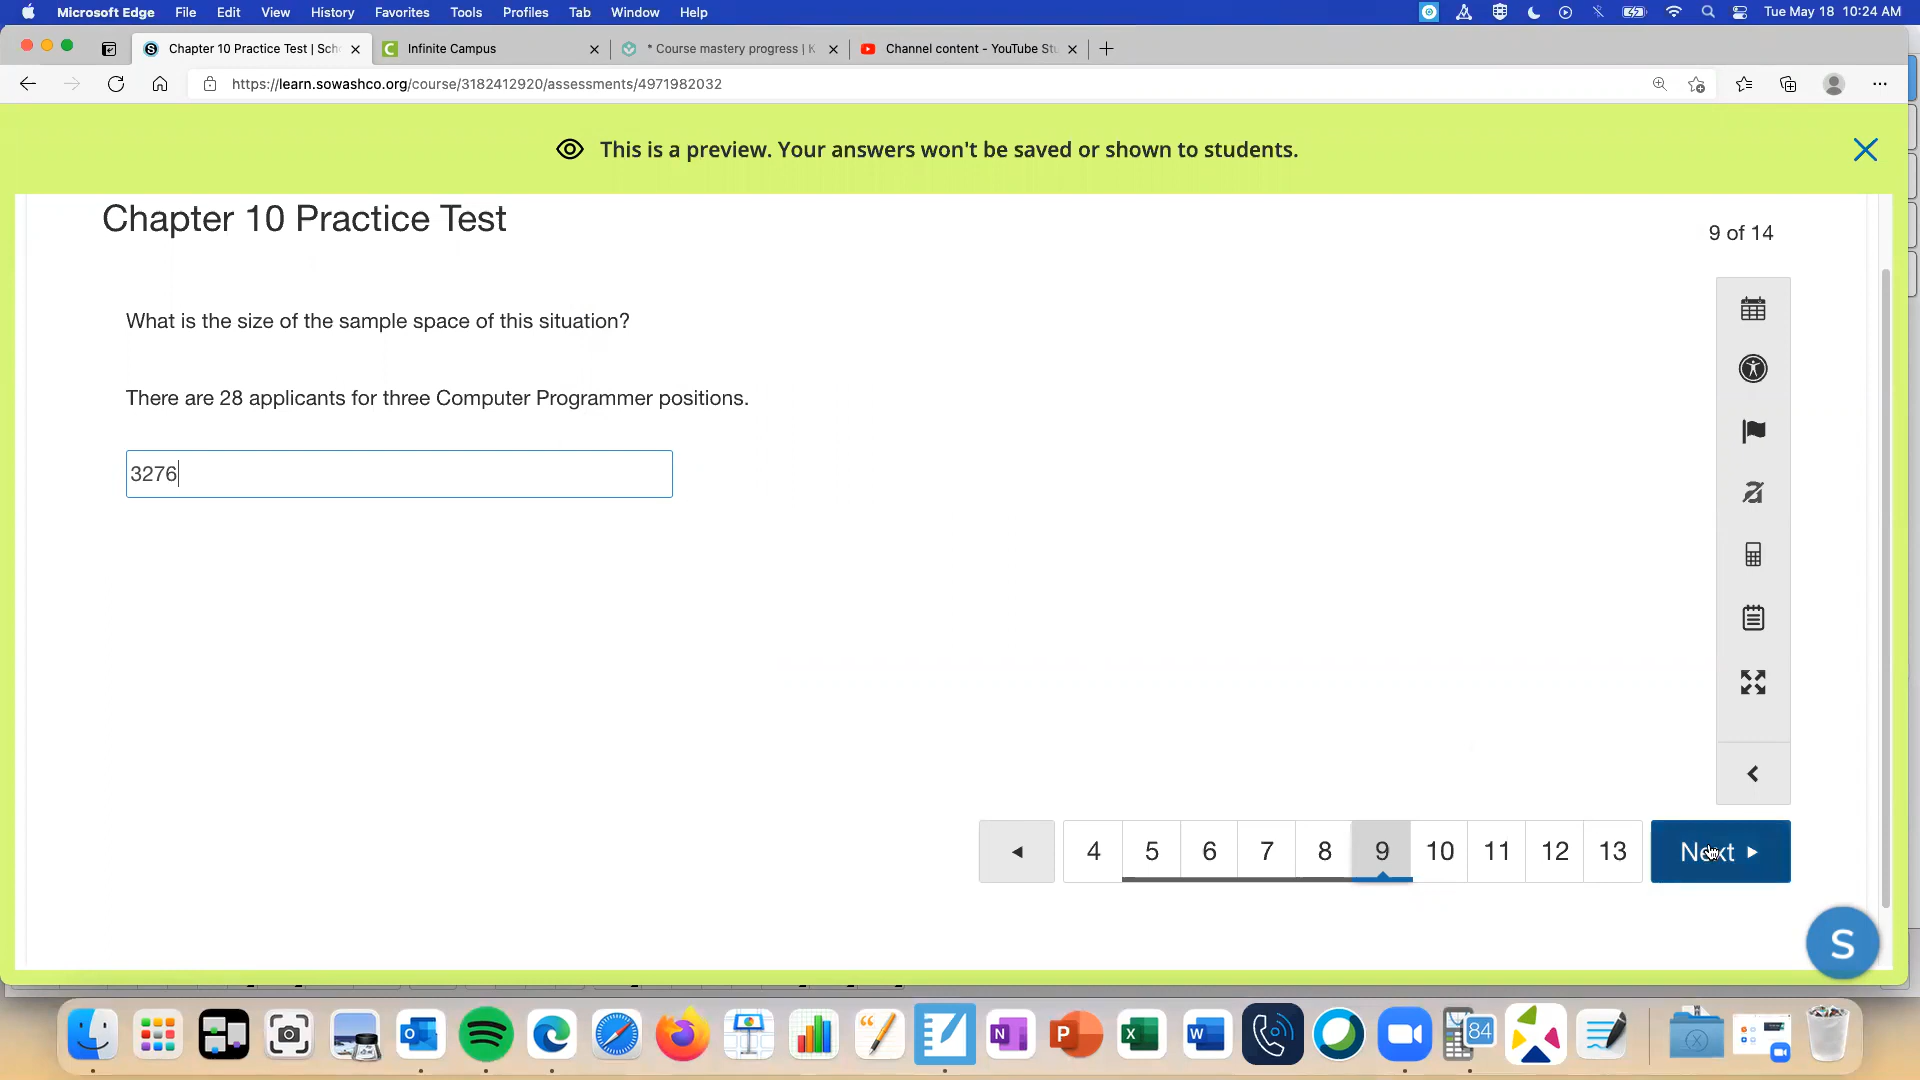 Microsoft Edge File Edit View History Favorites Tools Profiles Tab Window Help Tue May 18 10:24 AM
Chapter 10 Practice Test | Sch Infinite Campus * Course mastery progress | K Channel content - YouTube St
https://learn.sowashco.org/course/3182412920/assessments/4971982032
This is a preview. Your answers won't be saved or shown to students.
Chapter 10 Practice Test
9 of 14
What is the size of the sample space of this situation?
There are 28 applicants for three Computer Programmer positions.
3276
4 5 6 7 8 9 10 11 12 13 Next
S
84